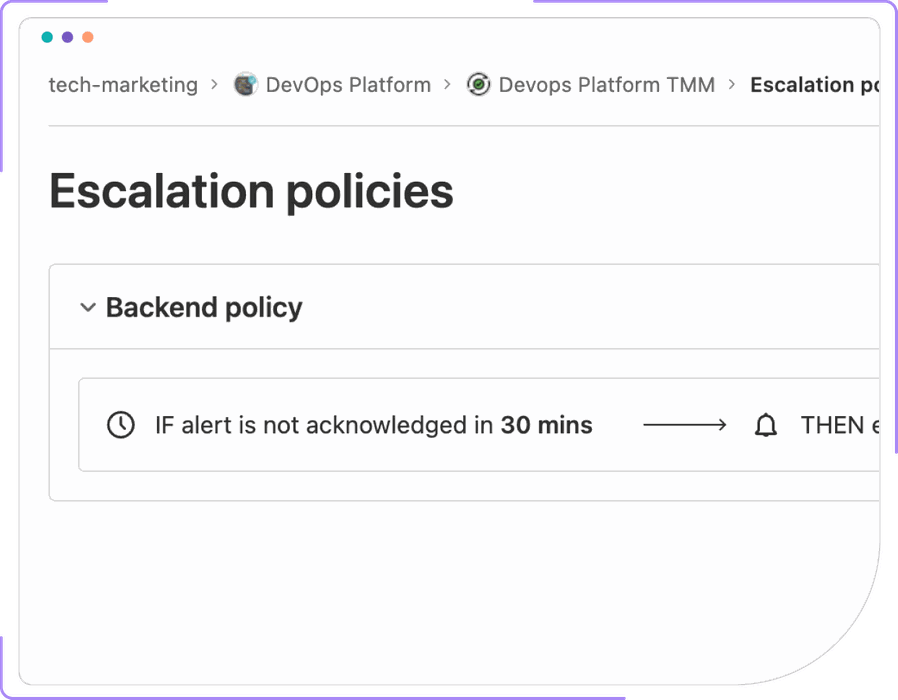 tech-marketing > DevOps Platform > Devops Platform TMM > Escalation
Escalation policies
Backend policy
IF alert is not acknowledged in 30 mins THEN